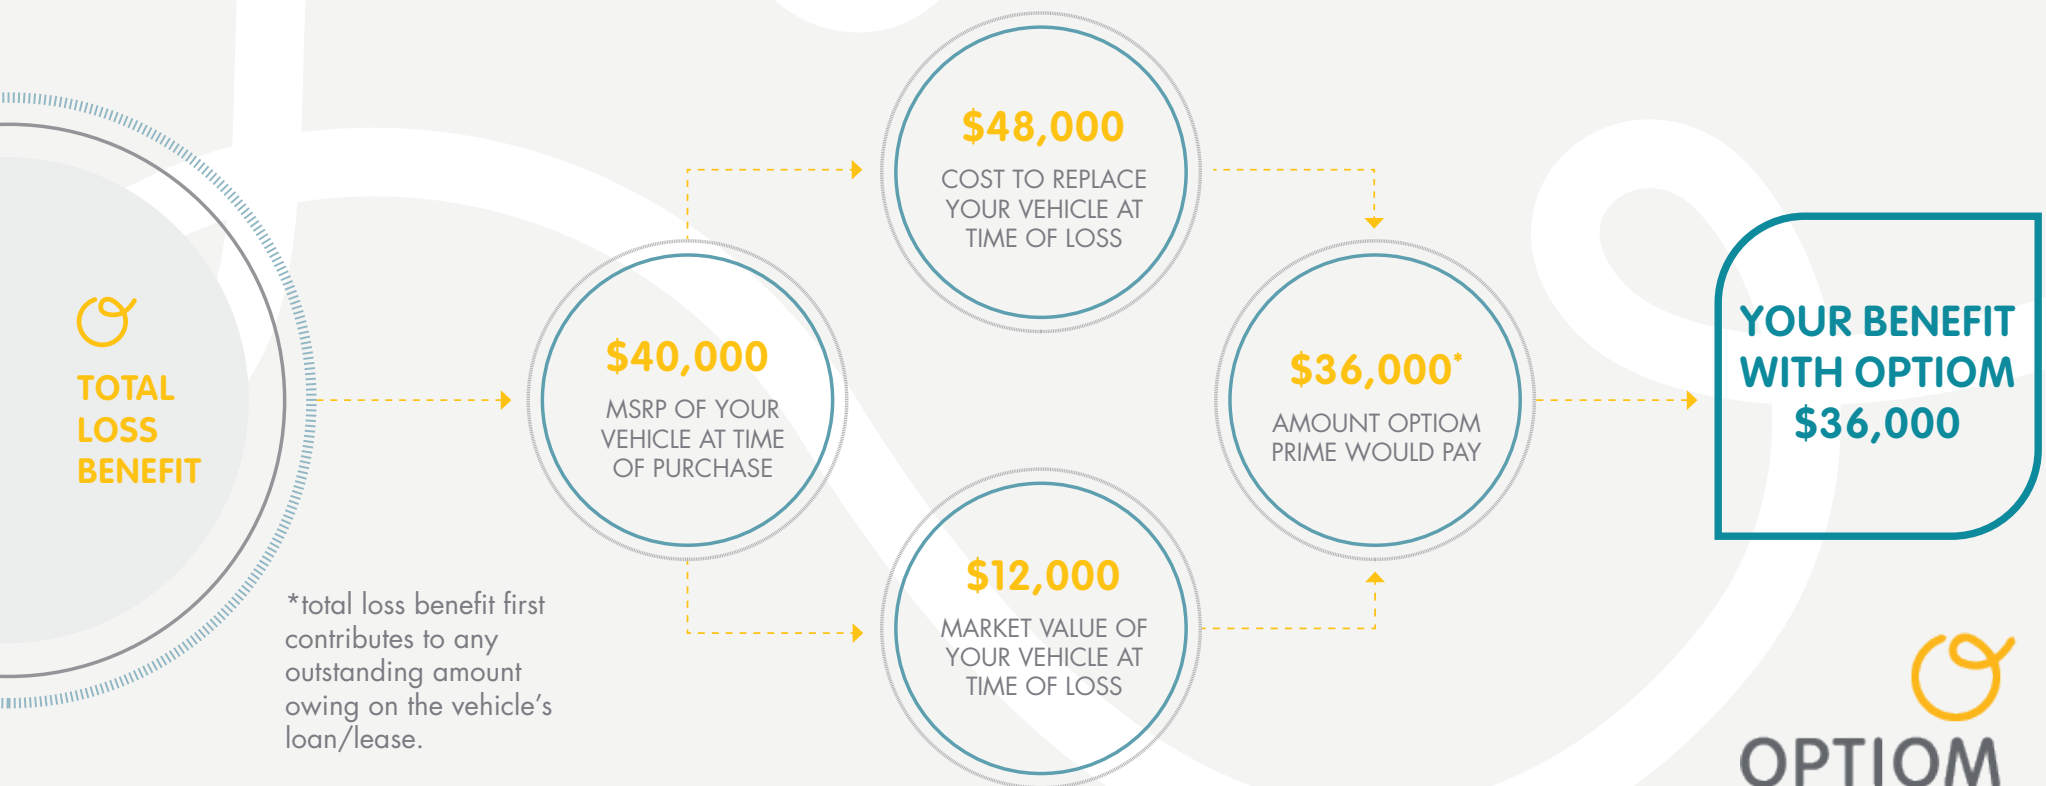 TOTAL
LOSS
BENEFIT
*total loss benefit first
contributes to any
outstanding amount
owing on the vehicle’s
loan/lease.
$40,000
MSRP OF YOUR
VEHICLE AT TIME
OF PURCHASE
$48,000
COST TO REPLACE
YOUR VEHICLE AT
TIME OF LOSS
$12,000
MARKET VALUE OF
YOUR VEHICLE AT
TIME OF LOSS
$36,000*
AMOUNT OPTIOM
PRIME WOULD PAY
YOUR BENEFIT
WITH OPTIOM
$36,000
OPTIOM